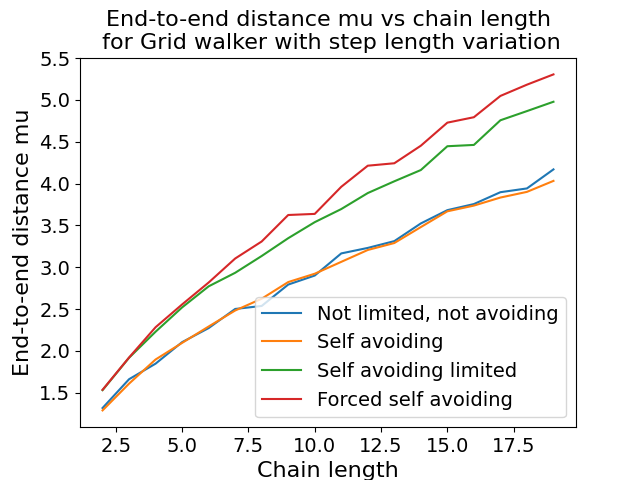 End-to-end distance mu vs chain length
for Grid walker with step length variation
End-to-end distance mu
5.5
5.0
4.5
4.0
3.5
3.0
2.5
2.0
1.5
Not limited, not avoiding
Self avoiding
Self avoiding limited
Forced self avoiding
2.5 5.0 7.5 10.0 12.5 15.0 17.5
Chain length